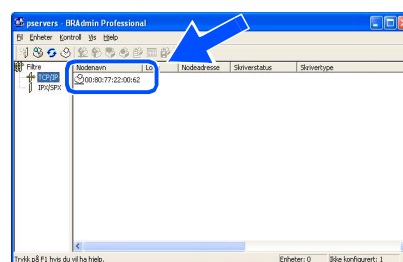 pservers - BRAdmin Professional
Fil Enheter Kontroll Vis Hjelp
Filtre
TCP/IP
IPX/SPX
Nodenavn Lo Nodeadresse Skriverstatus Skrivertype
00:80:77:22:00:62
Trykk på F1 hvis du vil ha hjelp. Enheter: 0 Ikke konfigurert: 1